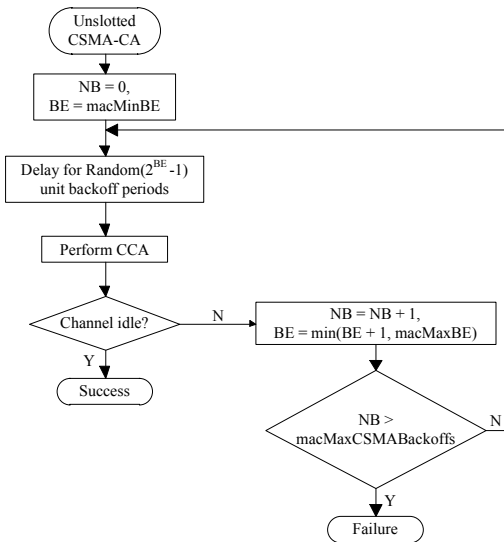 Unslotted
CSMA-CA
NB = 0,
BE = macMinBE
Delay for Random(2^BE -1)
unit backoff periods
Perform CCA
Channel idle?
N
Y
Success
NB = NB + 1,
BE = min(BE + 1, macMaxBE)
NB >
macMaxCSMABackoffs
N
Y
Failure